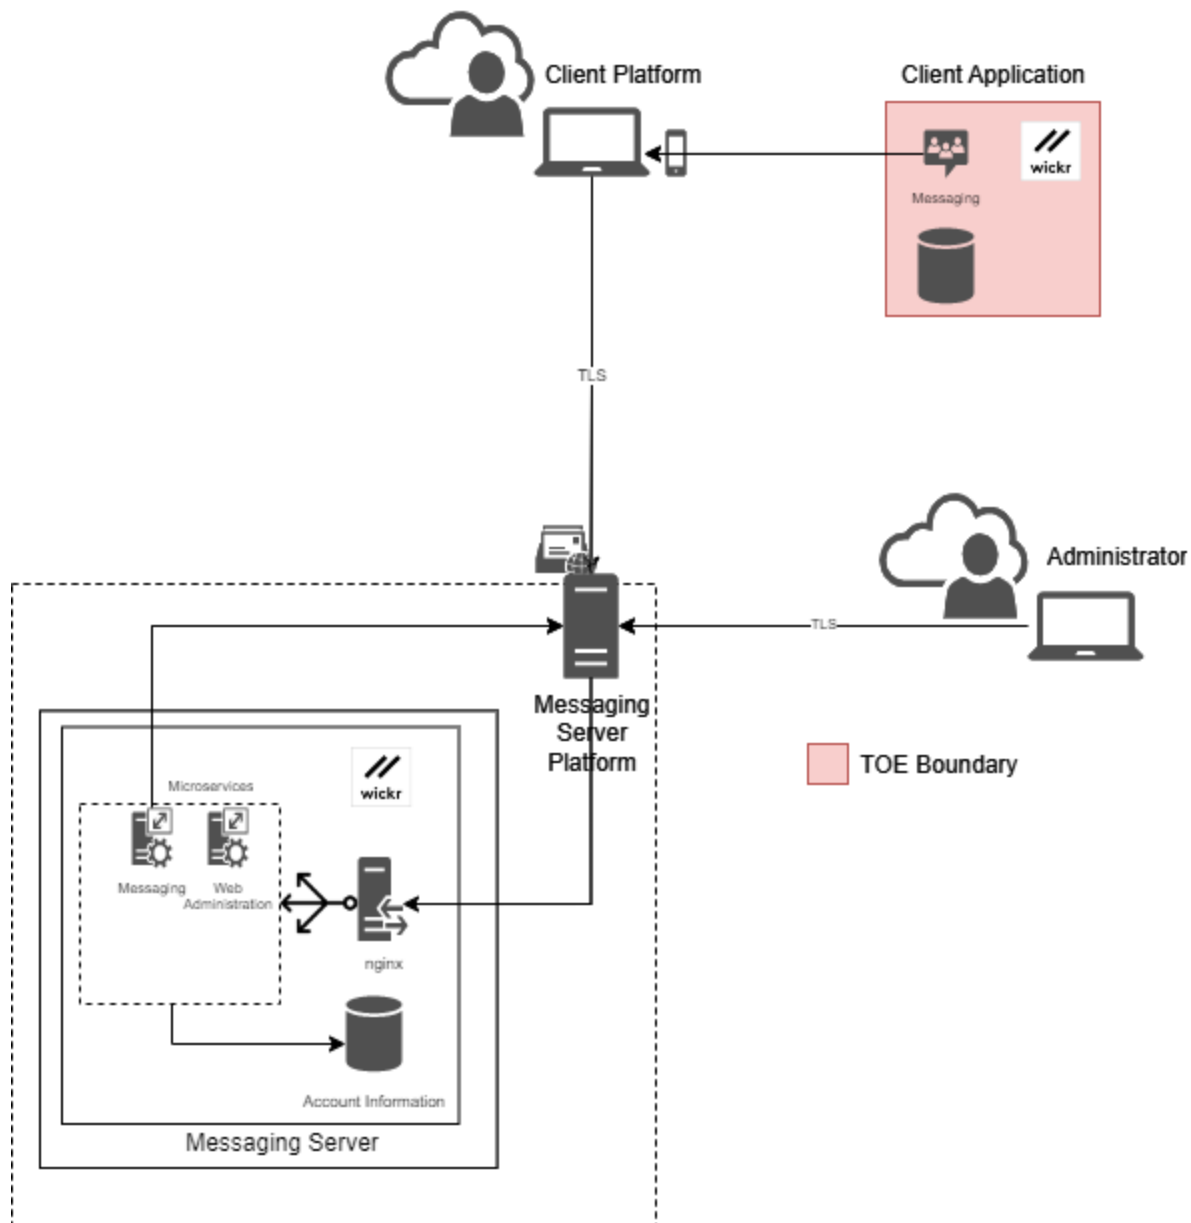 Client Platform
Client Application
wickr
Messaging
TLS
Administrator
TLS
Messaging
Server
Platform
TOE Boundary
Microservices
wickr
Messaging
Web
Administration
nginx
Account Information
Messaging Server